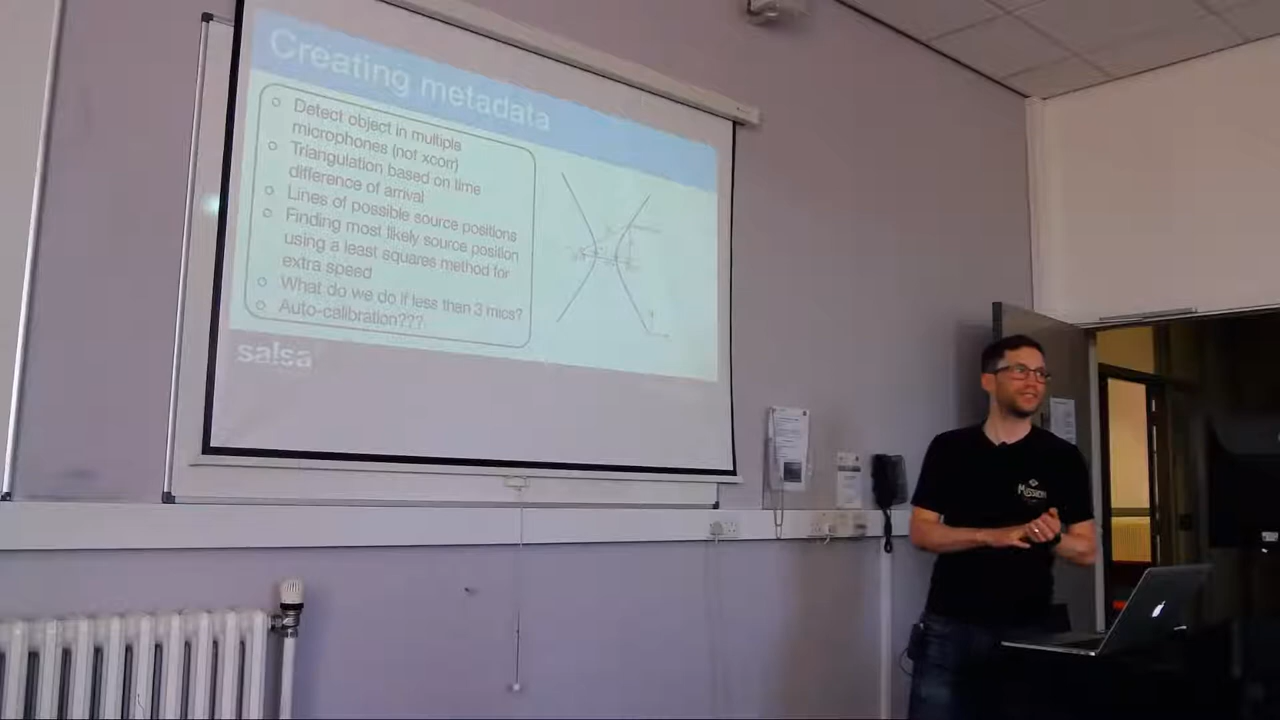 Creating metadata
Detect object in multiple
microphones (not xcorr)
Triangulation based on time
difference of arrival
Lines of possible source positions
Finding most likely source position
using a least squares method for
extra speed
What do we do if less than 3 mics?
Auto-calibration???
salsa